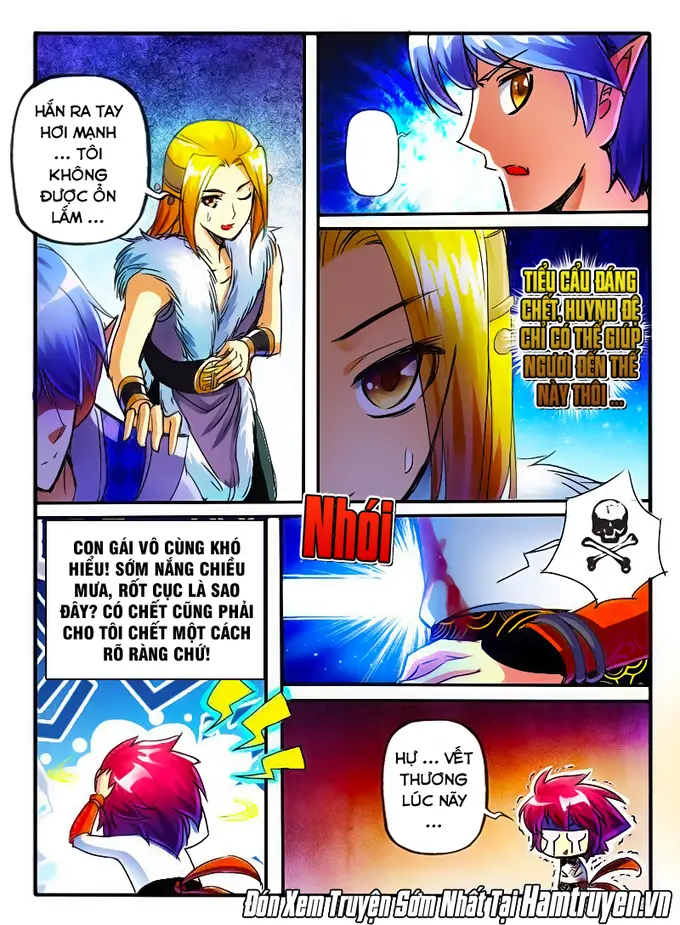 HẮN RA TAY
HƠI MẠNH
... TÔI
KHÔNG
ĐƯỢC ỔN
LẮM ...
TIỂU CẨU ĐÁNG
CHẾT, HUYNH ĐỆ
CHỈ CÓ THỂ GIÚP
NGƯƠI ĐẾN THẾ
NÀY THÔI ...
Nhói
CON GÁI VÔ CÙNG KHÓ
HIỂU! SỚM NẮNG CHIỀU
MƯA, RỐT CỤC LÀ SAO
ĐÂY? CÓ CHẾT CŨNG PHẢI
CHO TÔI CHẾT MỘT CÁCH
RÕ RÀNG CHỨ!
HỰ ... VẾT
THƯƠNG
LÚC NÃY
...
Đón Xem Truyện Sớm Nhất Tại Hamtruyen.vn